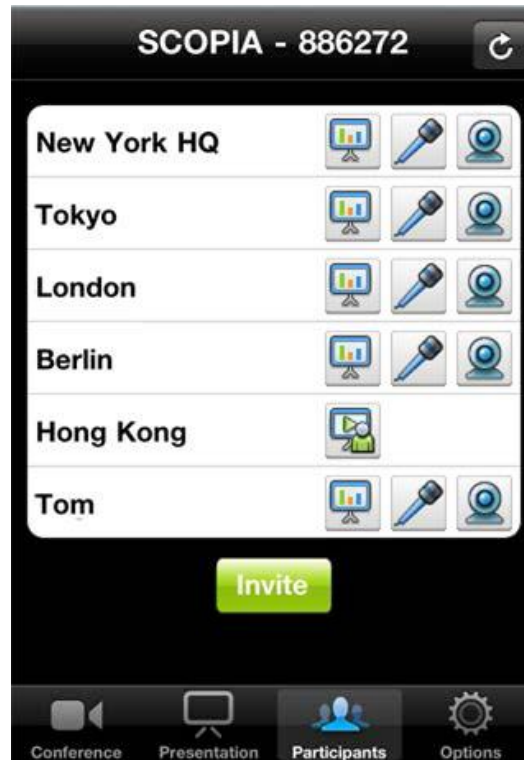 SCOPIA - 886272
New York HQ
Tokyo
London
Berlin
Hong Kong
Tom
Invite
Conference Presentation Participants Options